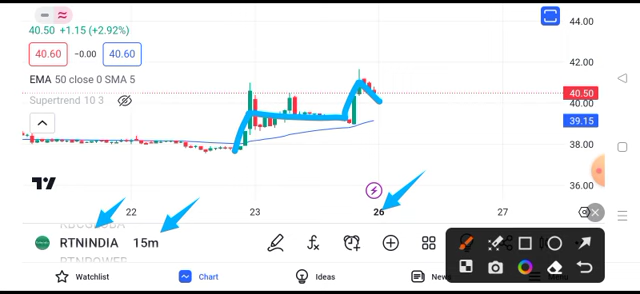 44.00
40.50 +1.15 (+2.92%)
40.60 −0.00 40.60
42.00
EMA 50 close 0 SMA 5
40.50
Supertrend 10 3
40.00
39.15
38.00
36.00
22 23 26 27
RTNINDIA 15m
Watchlist Chart Ideas News